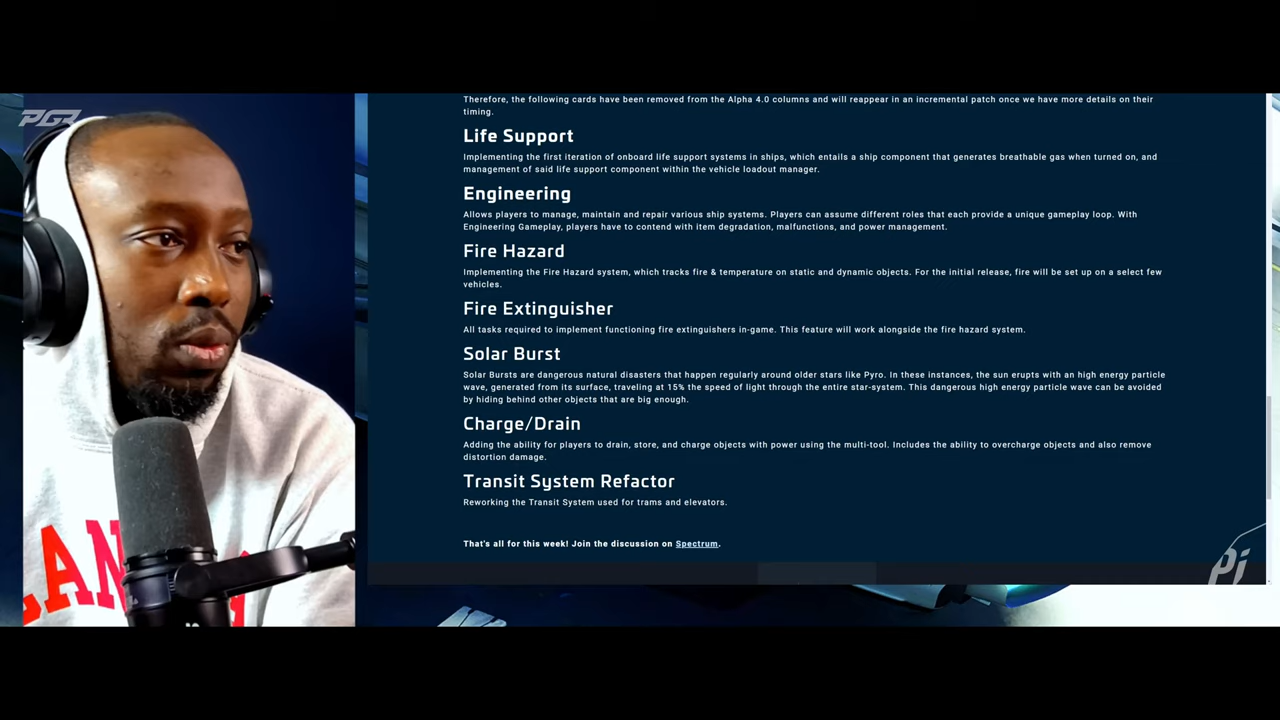 PG7
Therefore, the following cards have been removed from the Alpha 4.0 columns and will reappear in an incremental patch once we have more details on their
timing.
Life Support
Implementing the first iteration of onboard life support systems in ships, which entails a ship component that generates breathable gas when turned on, and
management of said life support component within the vehicle loadout manager.
Engineering
Allows players to manage, maintain and repair various ship systems. Players can assume different roles that each provide a unique gameplay loop. With
Engineering Gameplay, players have to contend with item degradation, malfunctions, and power management.
Fire Hazard
Implementing the Fire Hazard system, which tracks fire & temperature on static and dynamic objects. For the initial release, fire will be set up on a select few
vehicles.
Fire Extinguisher
All tasks required to implement functioning fire extinguishers in-game. This feature will work alongside the fire hazard system.
Solar Burst
Solar Bursts are dangerous natural disasters that happen regularly around older stars like Pyro. In these instances, the sun erupts with an high energy particle
wave, generated from its surface, traveling at 15% the speed of light through the entire star-system. This dangerous high energy particle wave can be avoided
by hiding behind other objects that are big enough.
Charge/Drain
Adding the ability for players to drain, store, and charge objects with power using the multi-tool. Includes the ability to overcharge objects and also remove
distortion damage.
Transit System Refactor
Reworking the Transit System used for trams and elevators.
That's all for this week! Join the discussion on Spectrum.